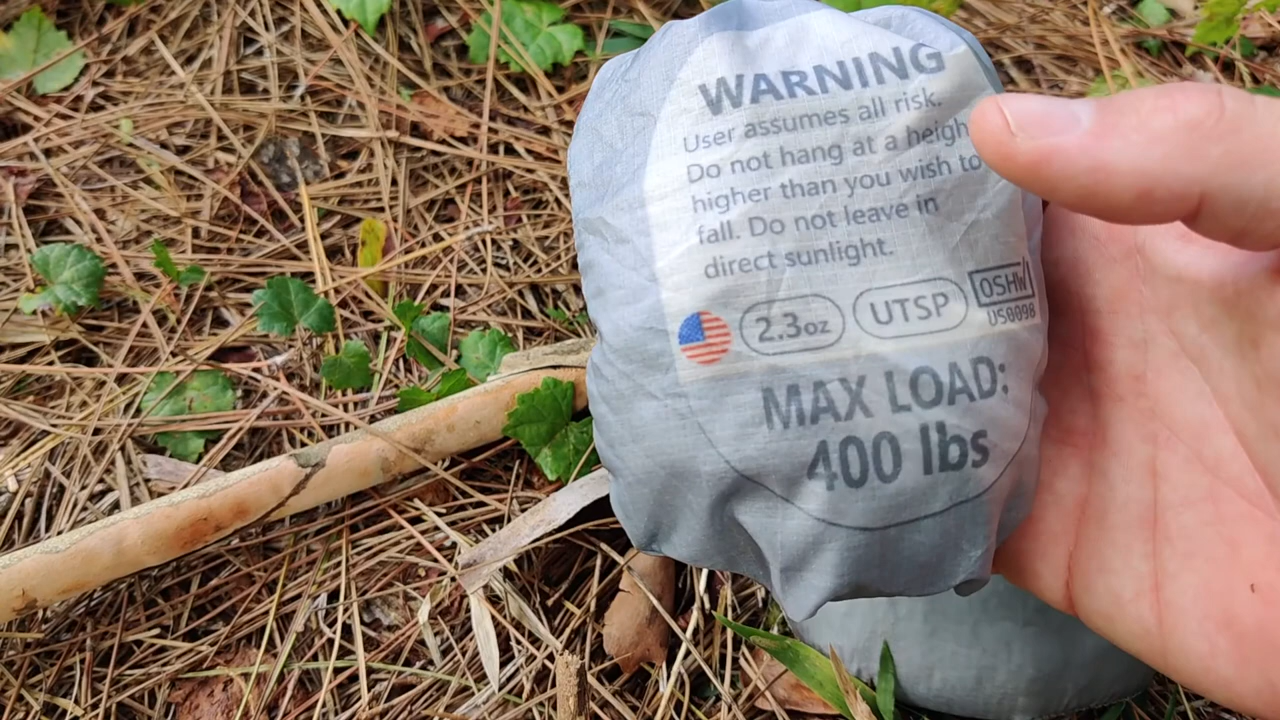 WARNING
User assumes all risk.
Do not hang at a heigh
higher than you wish to
fall. Do not leave in
direct sunlight.
2.3oz UTSP OSHW
US0098
MAX LOAD:
400 lbs